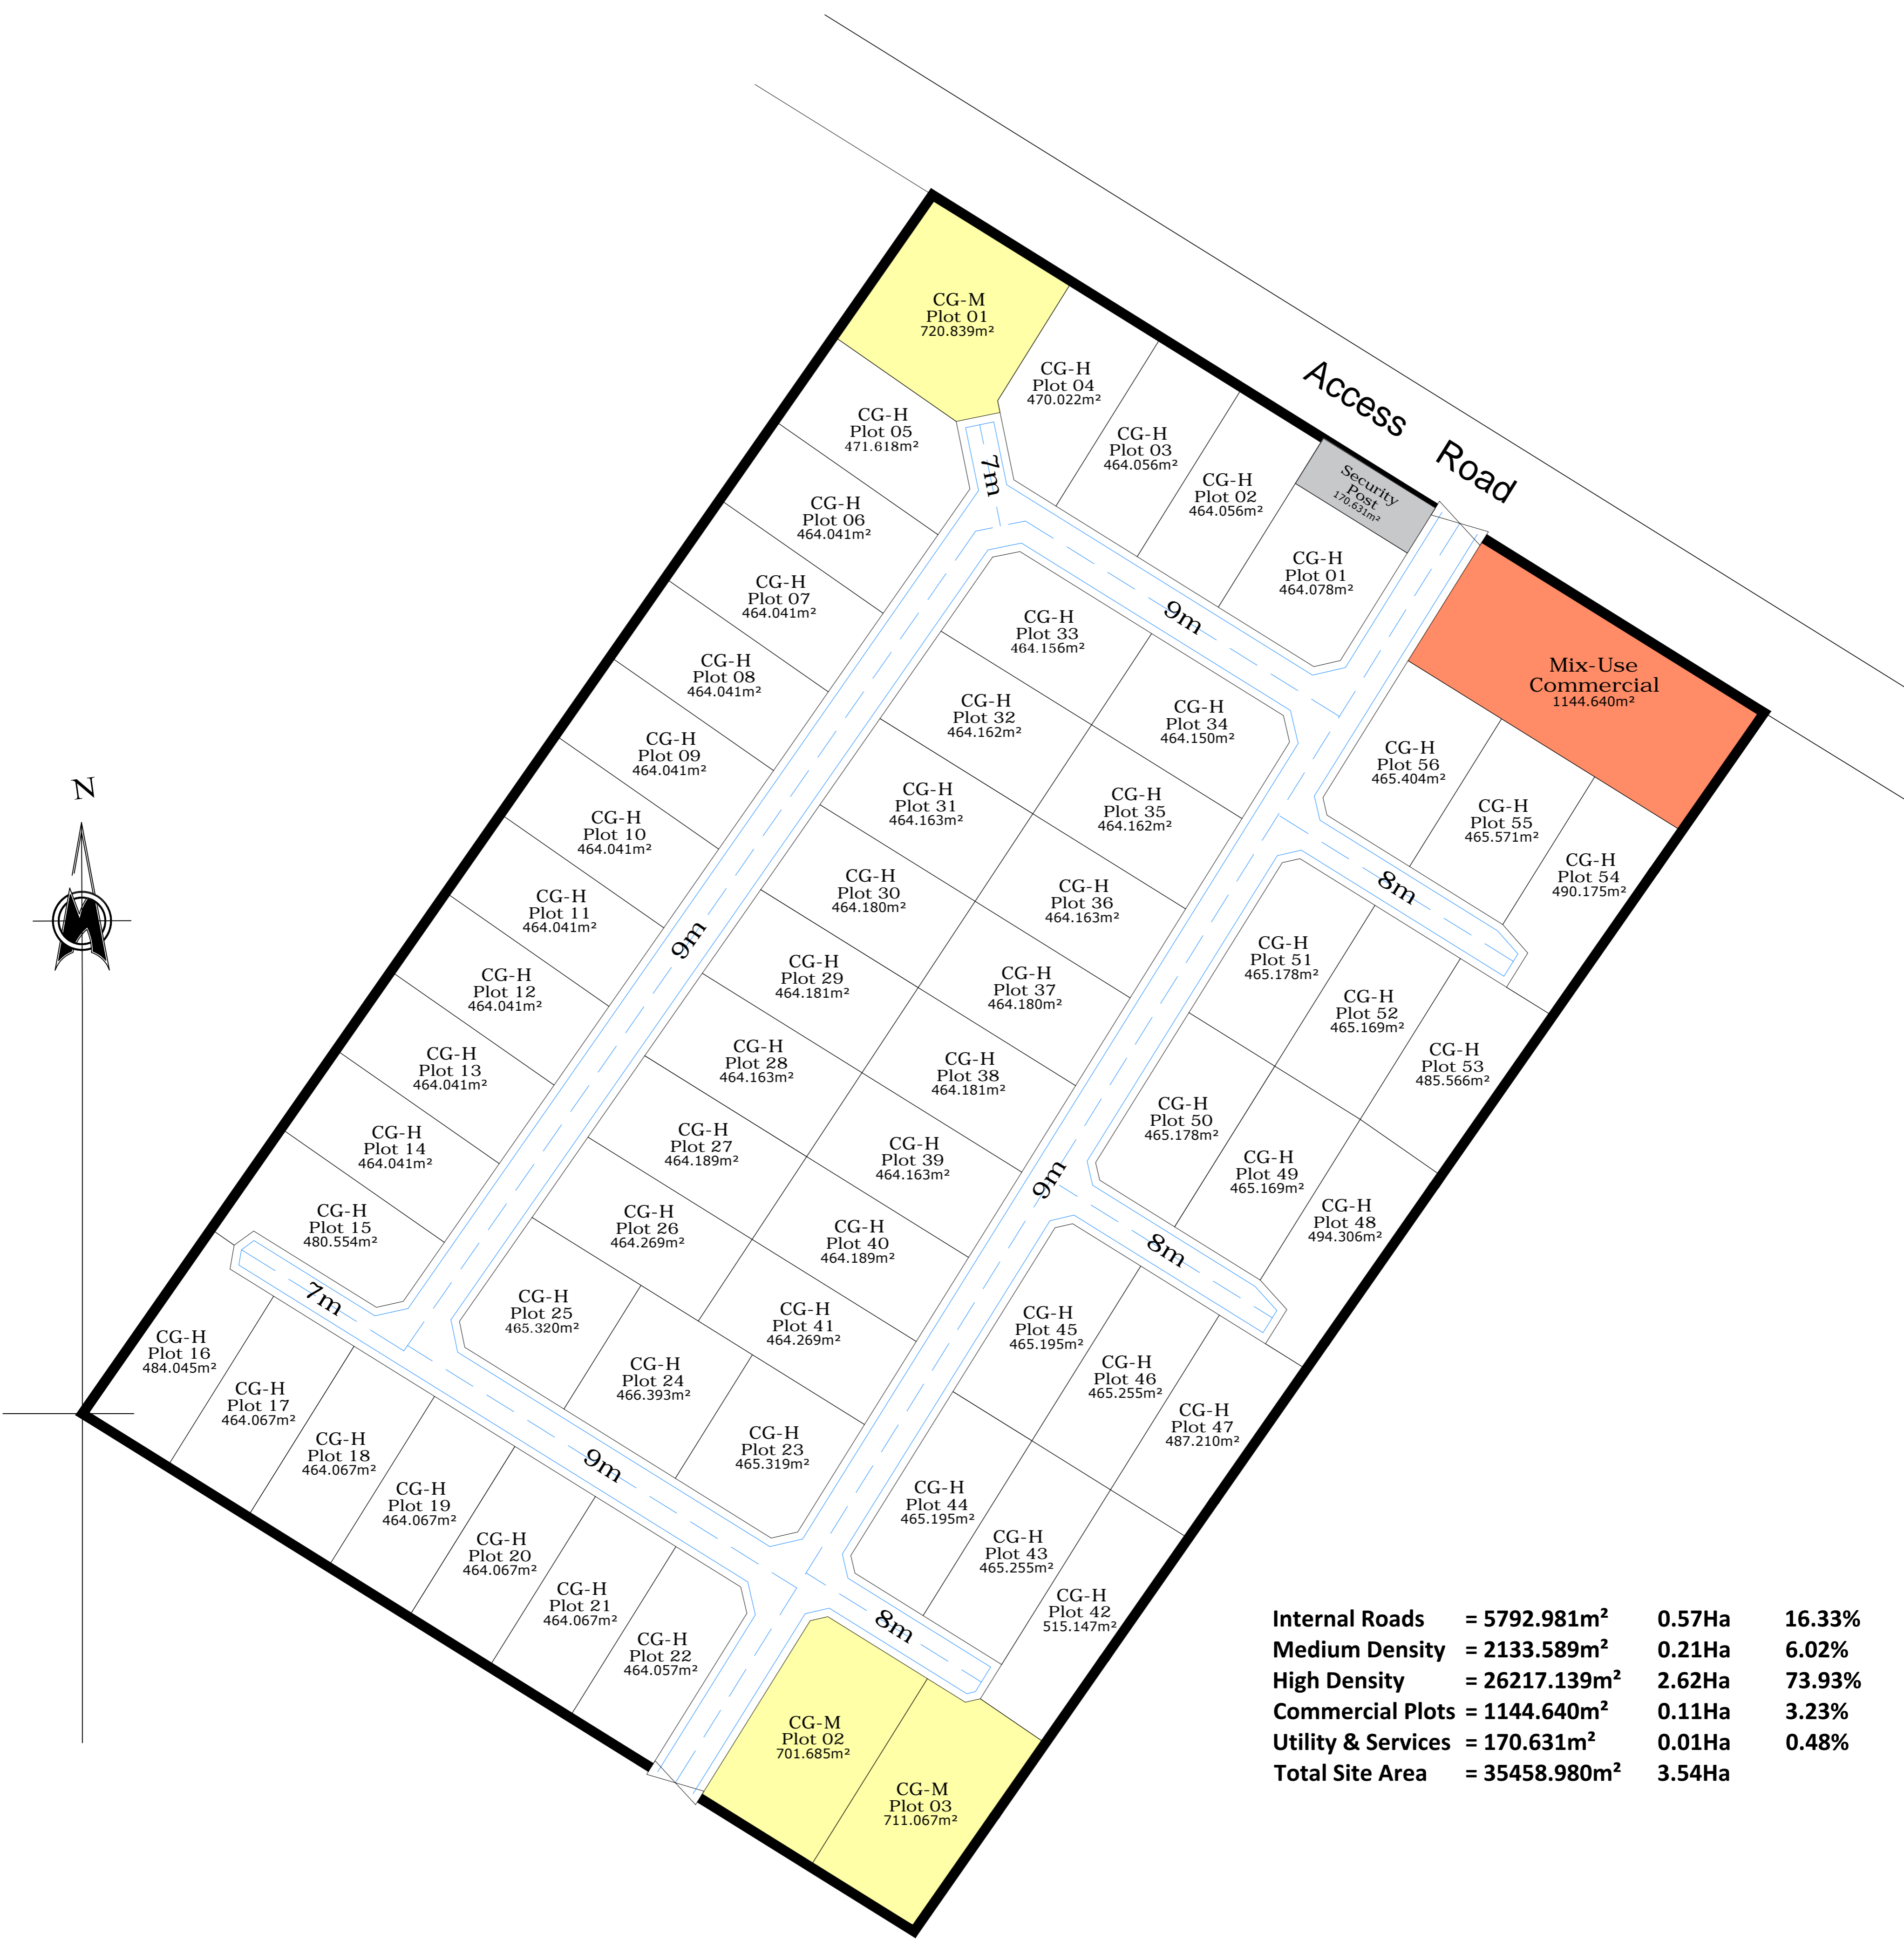 Access Road
CG-M
Plot 01
720.839m²
CG-H
Plot 04
470.022m²
CG-H
Plot 03
464.056m²
CG-H
Plot 02
464.056m²
Security
Post
170.631m²
CG-H
Plot 01
464.078m²
Mix-Use
Commercial
1144.640m²
CG-H
Plot 05
471.618m²
7m
CG-H
Plot 06
464.041m²
CG-H
Plot 07
464.041m²
CG-H
Plot 08
464.041m²
CG-H
Plot 09
464.041m²
CG-H
Plot 10
464.041m²
CG-H
Plot 11
464.041m²
CG-H
Plot 12
464.041m²
CG-H
Plot 13
464.041m²
CG-H
Plot 14
464.041m²
CG-H
Plot 15
480.554m²
9m
9m
CG-H
Plot 33
464.156m²
CG-H
Plot 32
464.162m²
CG-H
Plot 31
464.163m²
CG-H
Plot 30
464.180m²
CG-H
Plot 29
464.181m²
CG-H
Plot 28
464.163m²
CG-H
Plot 27
464.189m²
CG-H
Plot 26
464.269m²
CG-H
Plot 25
465.320m²
CG-H
Plot 34
464.150m²
CG-H
Plot 35
464.162m²
CG-H
Plot 36
464.163m²
CG-H
Plot 37
464.180m²
CG-H
Plot 38
464.181m²
CG-H
Plot 39
464.163m²
CG-H
Plot 40
464.189m²
CG-H
Plot 41
464.269m²
CG-H
Plot 24
466.393m²
CG-H
Plot 23
465.319m²
9m
CG-H
Plot 56
465.404m²
CG-H
Plot 55
465.571m²
CG-H
Plot 54
490.175m²
8m
CG-H
Plot 51
465.178m²
CG-H
Plot 52
465.169m²
CG-H
Plot 53
485.566m²
CG-H
Plot 50
465.178m²
CG-H
Plot 49
465.169m²
CG-H
Plot 48
494.306m²
8m
CG-H
Plot 45
465.195m²
CG-H
Plot 46
465.255m²
CG-H
Plot 47
487.210m²
CG-H
Plot 44
465.195m²
CG-H
Plot 43
465.255m²
CG-H
Plot 42
515.147m²
8m
N
7m
CG-H
Plot 16
484.045m²
CG-H
Plot 17
464.067m²
CG-H
Plot 18
464.067m²
CG-H
Plot 19
464.067m²
CG-H
Plot 20
464.067m²
CG-H
Plot 21
464.067m²
CG-H
Plot 22
464.057m²
9m
CG-M
Plot 02
701.685m²
CG-M
Plot 03
711.067m²
Internal Roads = 5792.981m² 0.57Ha 16.33%
Medium Density = 2133.589m² 0.21Ha 6.02%
High Density = 26217.139m² 2.62Ha 73.93%
Commercial Plots = 1144.640m² 0.11Ha 3.23%
Utility & Services = 170.631m² 0.01Ha 0.48%
Total Site Area = 35458.980m² 3.54Ha